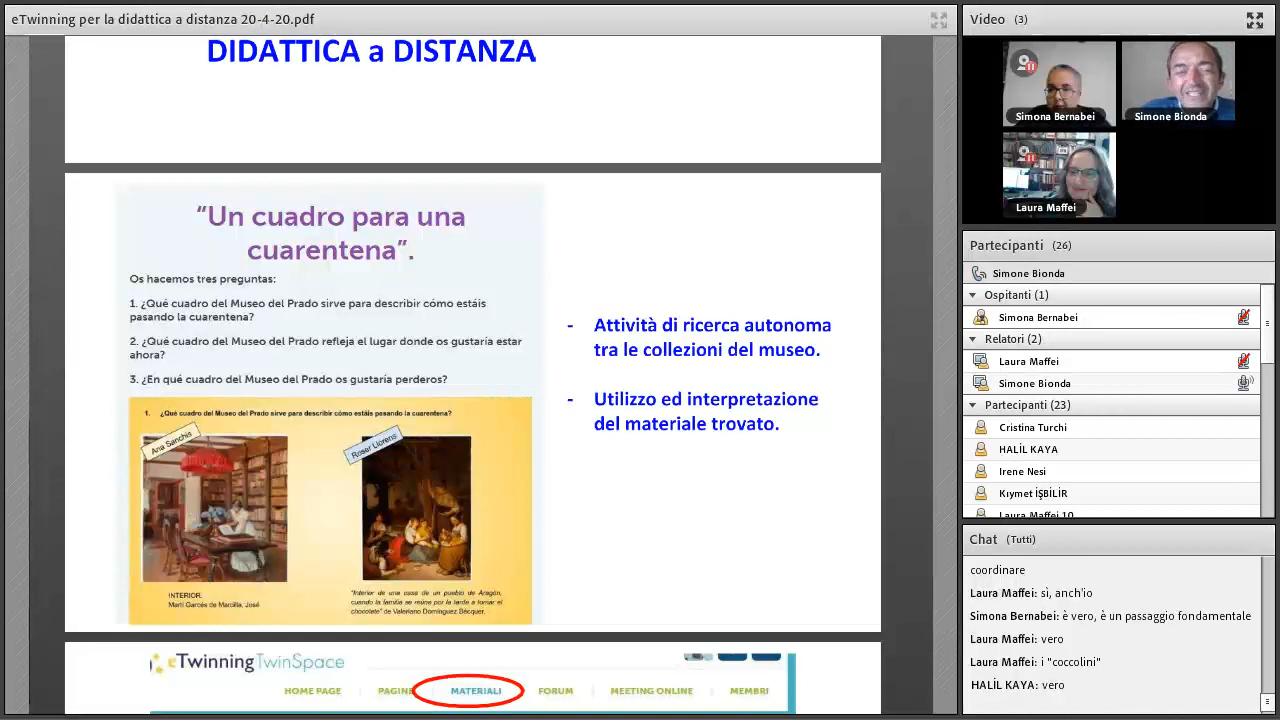 eTwinning per la didattica a distanza 20-4-20.pdf
DIDATTICA a DISTANZA
“Un cuadro para una
cuarentena”.
Os hacemos tres preguntas:
1. ¿Qué cuadro del Museo del Prado sirve para describir cómo estáis
pasando la cuarentena?
2. ¿Qué cuadro del Museo del Prado refleja el lugar donde os gustaría estar
ahora?
3. ¿En qué cuadro del Museo del Prado os gustaría perderos?
1. ¿Qué cuadro del Museo del Prado sirve para describir cómo estáis pasando la cuarentena?
Ana Sanchis
Roser Llorens
INTERIOR.
Martí Garcés de Marcilla, José
"Interior de una casa de un pueblo de Aragón,
cuando la familia se reúne por la tarde a tomar el
chocolate" de Valeriano Domínguez Bécquer.
- Attività di ricerca autonoma
tra le collezioni del museo.
- Utilizzo ed interpretazione
del materiale trovato.
eTwinning TwinSpace
HOME PAGE PAGINE MATERIALI FORUM MEETING ONLINE MEMBRI
Video (3)
Simona Bernabei
Simone Bionda
Laura Maffei
Partecipanti (26)
Simone Bionda
Ospitanti (1)
Simona Bernabei
Relatori (2)
Laura Maffei
Simone Bionda
Partecipanti (23)
Cristina Turchi
HALİL KAYA
Irene Nesi
Kıymet İŞBİLİR
Laura Maffei 10
Chat (Tutti)
coordinare
Laura Maffei: sì, anch'io
Simona Bernabei: è vero, è un passaggio fondamentale
Laura Maffei: vero
Laura Maffei: i "coccolini"
HALİL KAYA: vero